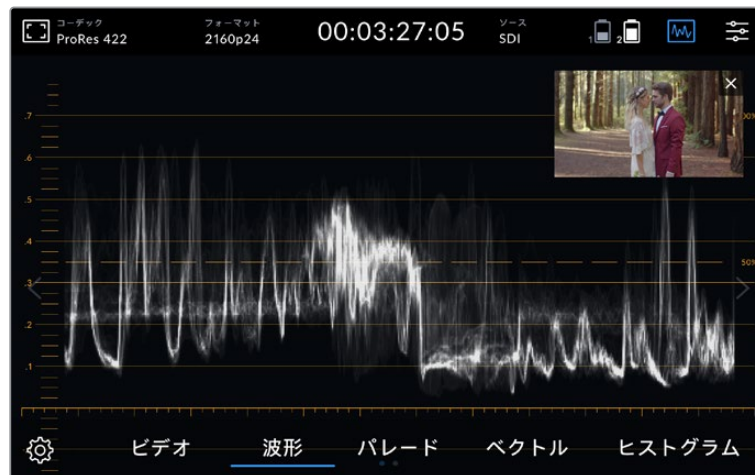 コーデック
ProRes 422
フォーマット
2160p24
00:03:27:05
ソース
SDI
1
2
.7
.6
.5
.4
.3
.2
.1
50%
ビデオ
波形
パレード
ベクトル
ヒストグラム